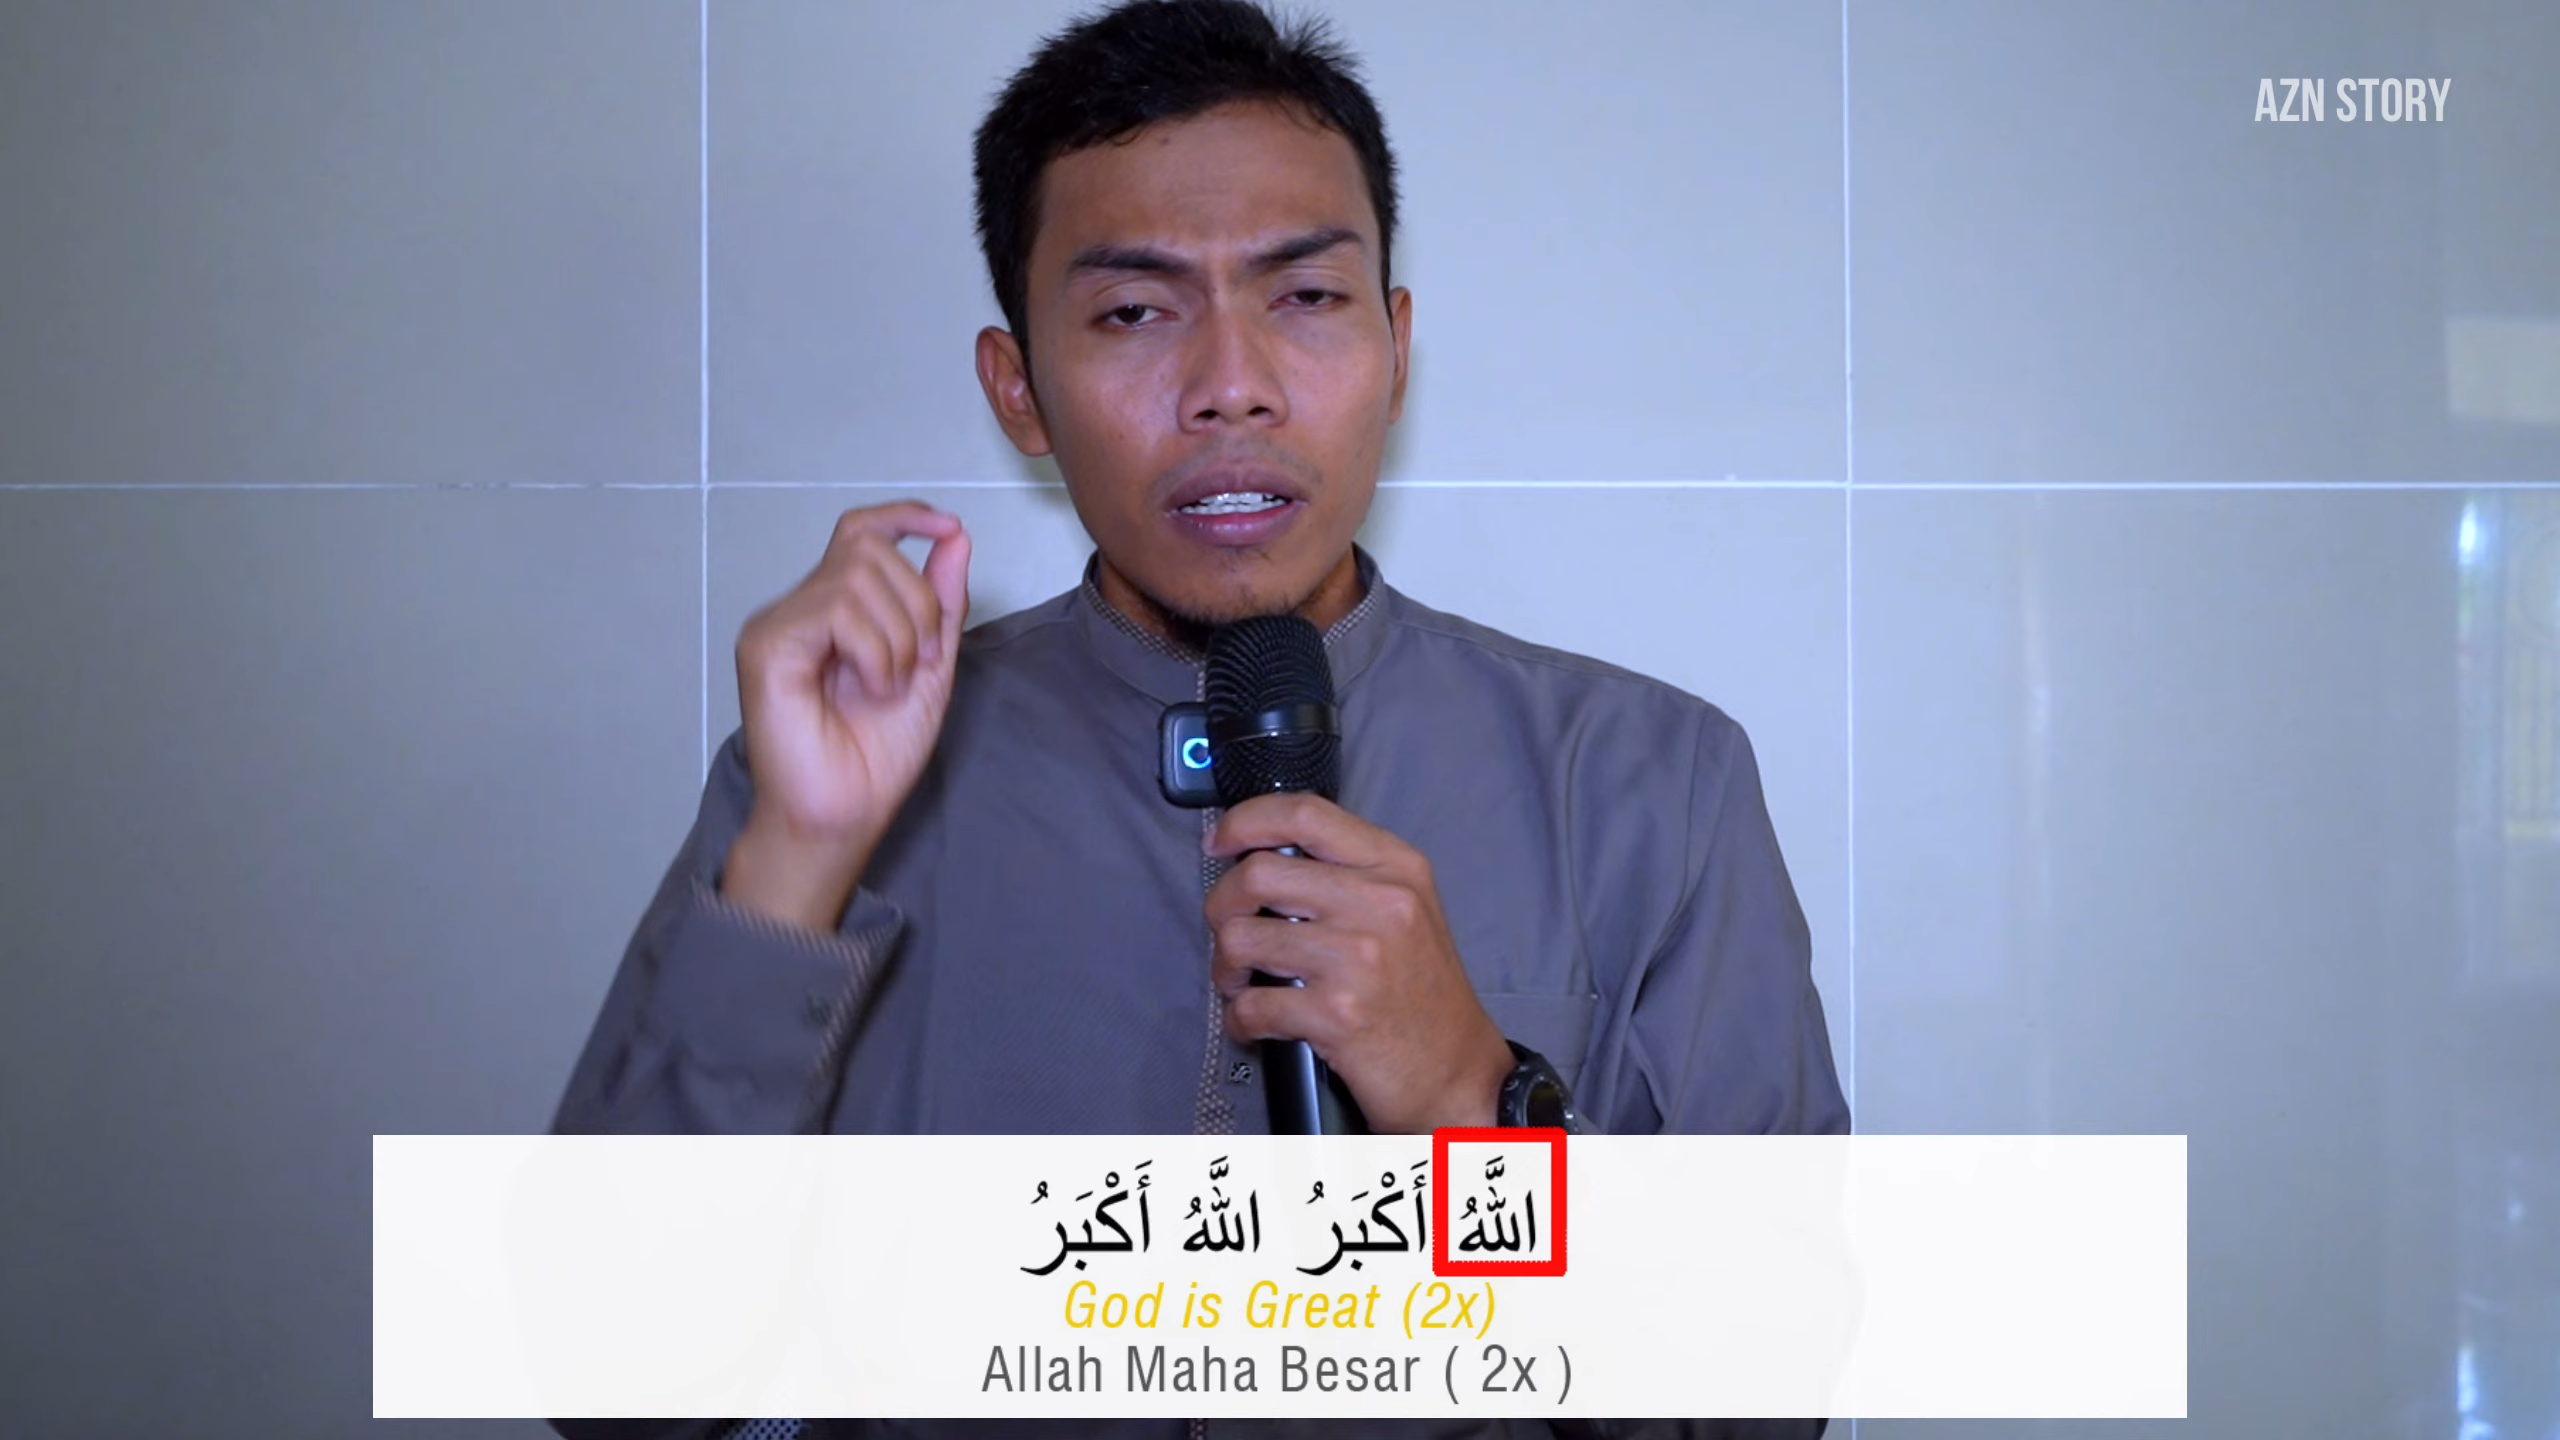 AZN STORY
اللَّهُ أَكْبَرُ اللَّهُ أَكْبَرُ
God is Great (2x)
Allah Maha Besar ( 2x )